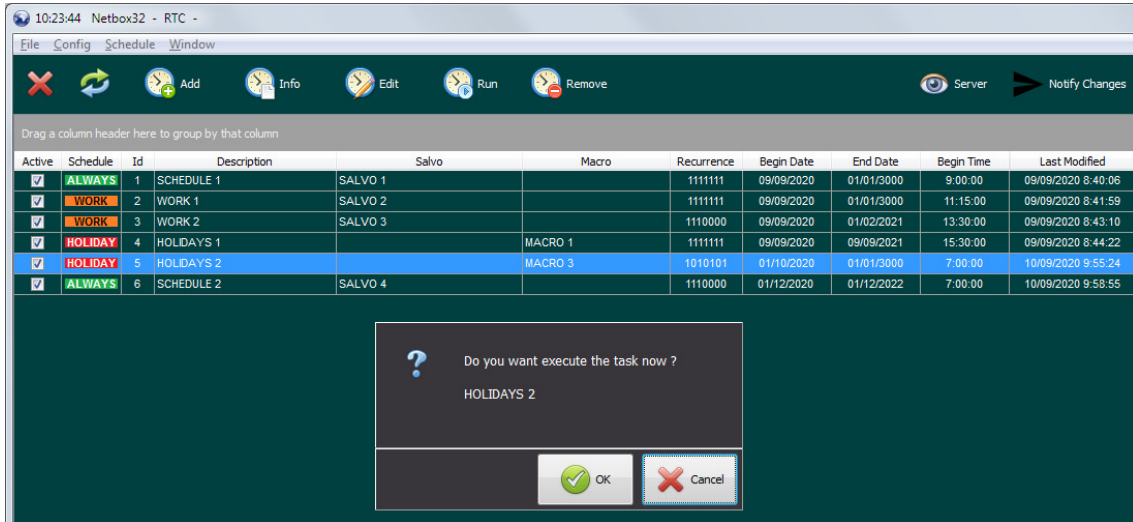 10:23:44 Netbox32 - RTC -
File Config Schedule Window
Add Info Edit Run Remove Server Notify Changes
Drag a column header here to group by that column
Active Schedule Id Description Salvo Macro Recurrence Begin Date End Date Begin Time Last Modified
ALWAYS 1 SCHEDULE 1 SALVO 1 1111111 09/09/2020 01/01/3000 9:00:00 09/09/2020 8:40:06
WORK 2 WORK 1 SALVO 2 1111111 09/09/2020 01/01/3000 11:15:00 09/09/2020 8:41:59
WORK 3 WORK 2 SALVO 3 1110000 09/09/2020 01/02/2021 13:30:00 09/09/2020 8:43:10
HOLIDAY 4 HOLIDAYS 1 MACRO 1 1111111 09/09/2020 09/09/2021 15:30:00 09/09/2020 8:44:22
HOLIDAY 5 HOLIDAYS 2 MACRO 3 1010101 01/10/2020 01/01/3000 7:00:00 10/09/2020 9:55:24
ALWAYS 6 SCHEDULE 2 SALVO 4 1110000 01/12/2020 01/12/2022 7:00:00 10/09/2020 9:58:55
Do you want execute the task now ?
HOLIDAYS 2
OK Cancel